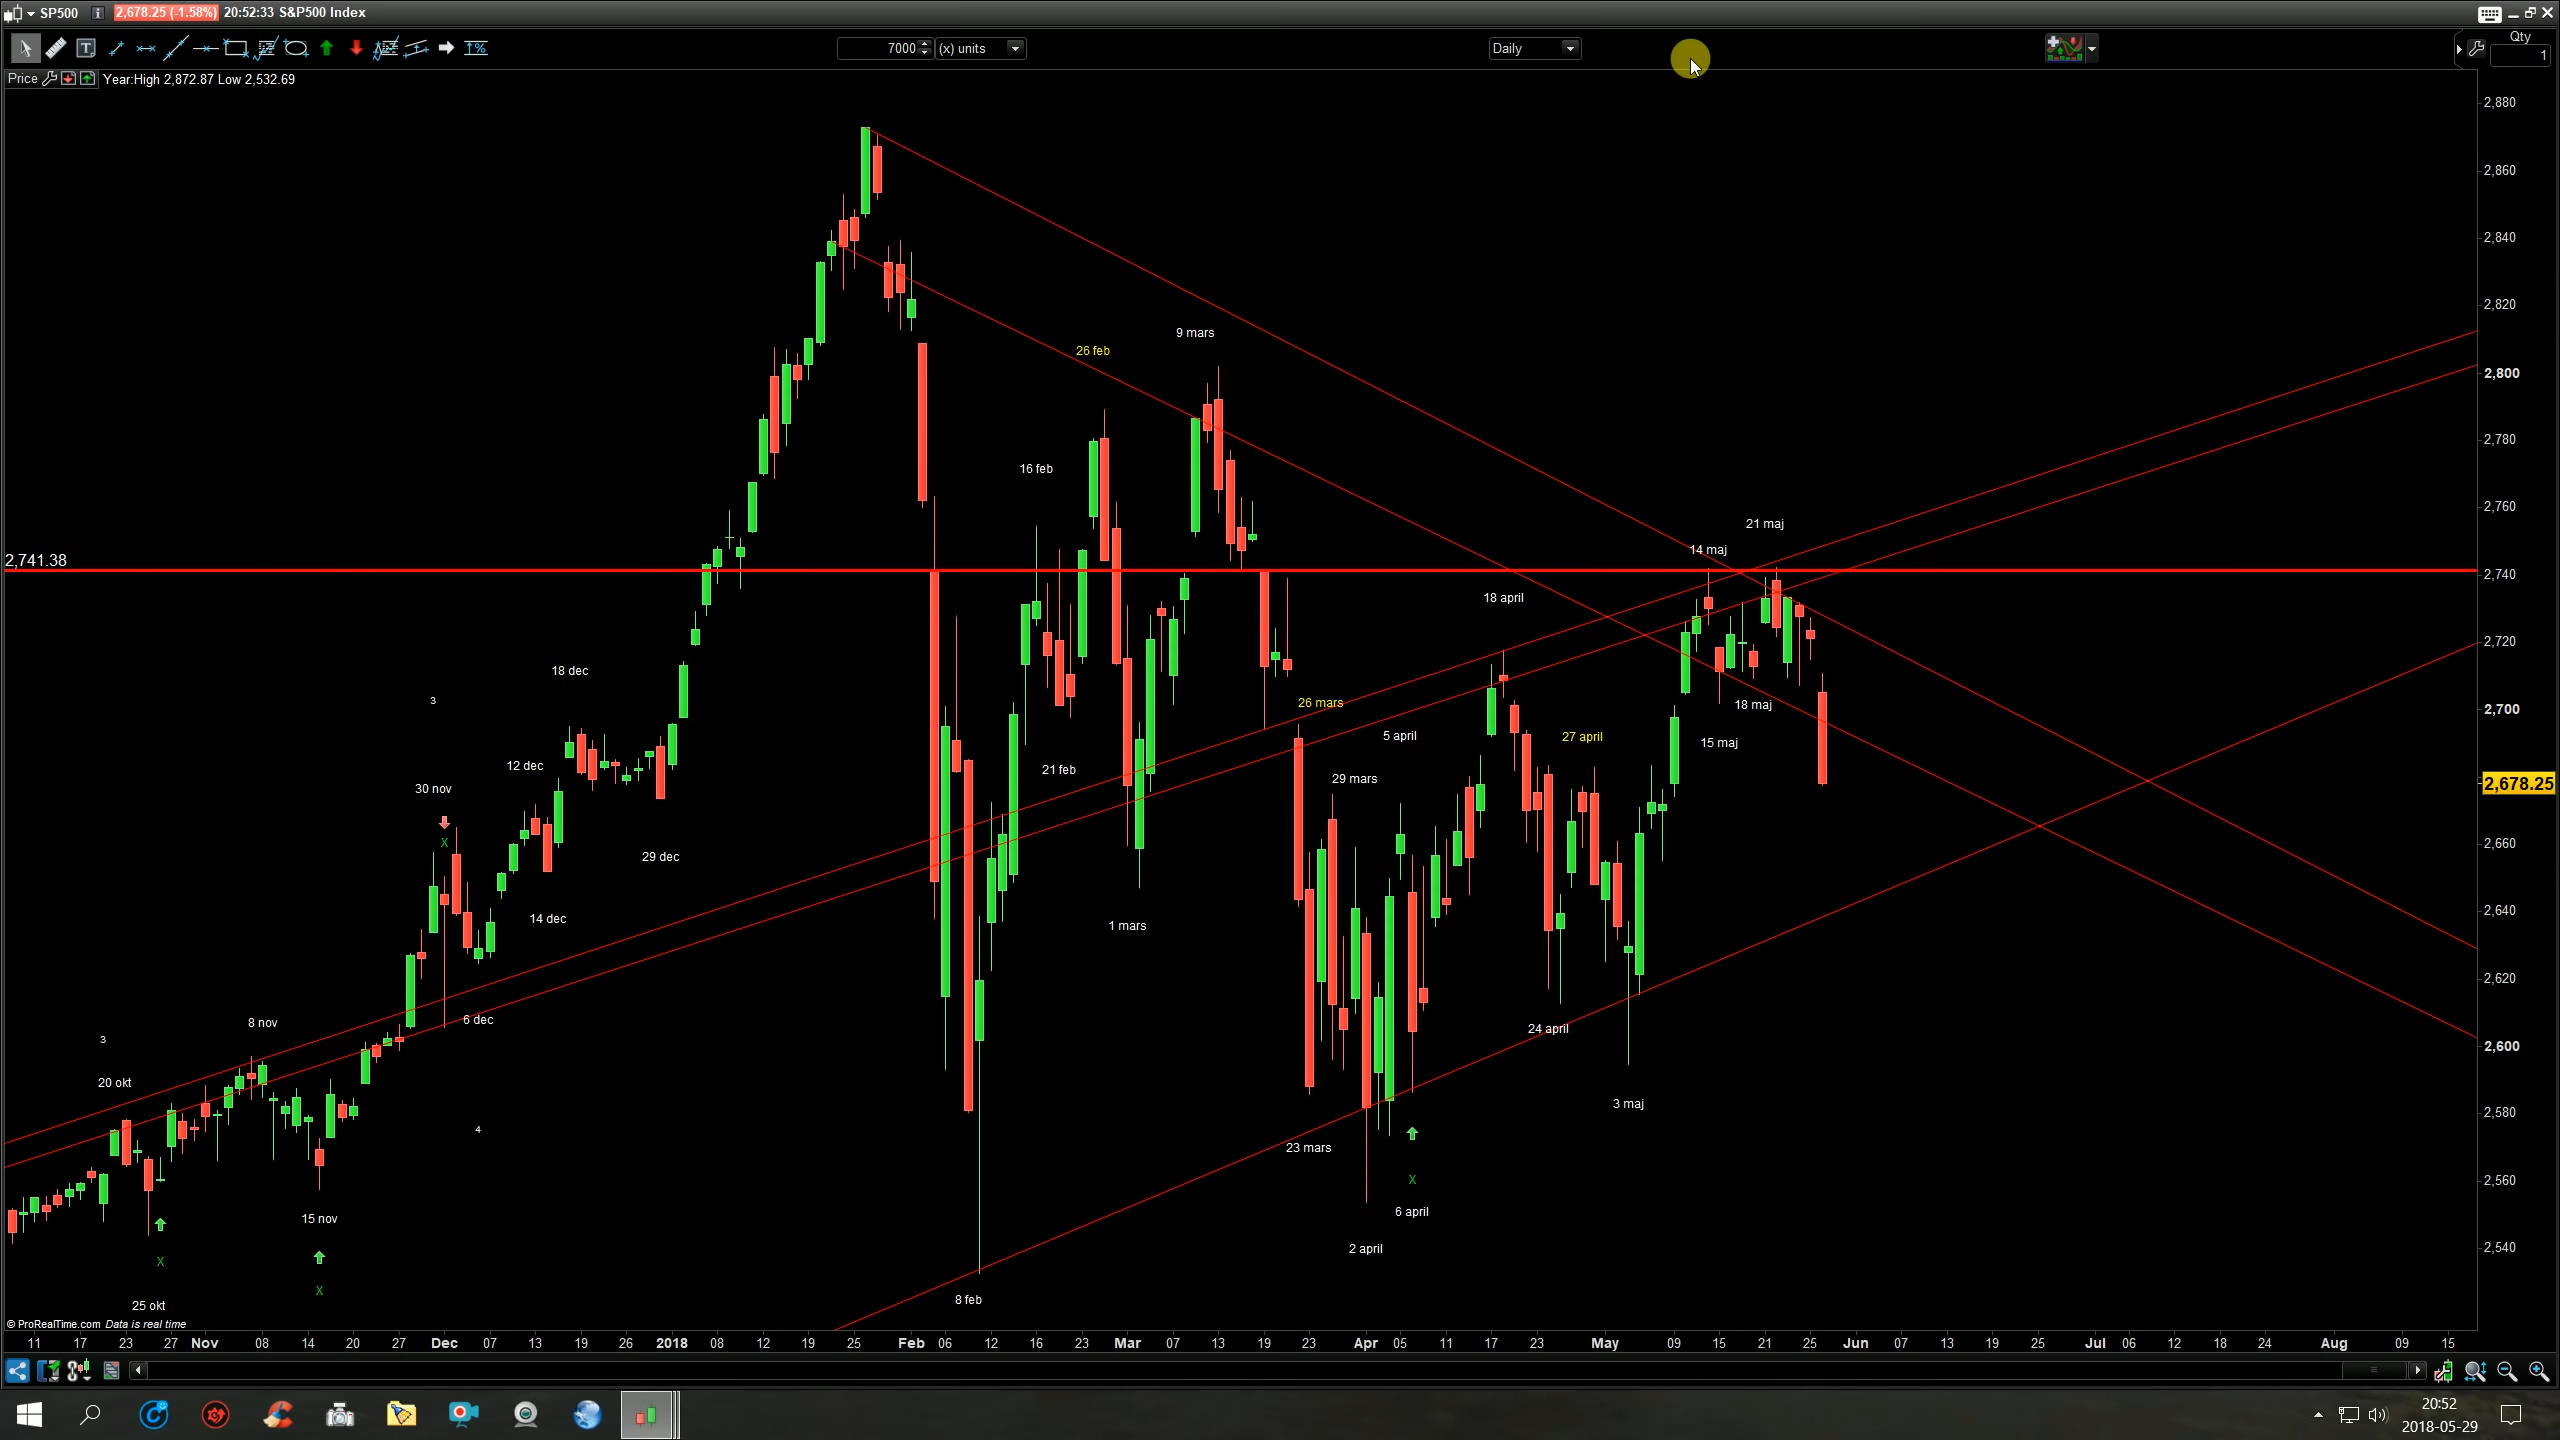 SP500 i 2,678.25 (-1.58%) 20:52:33 S&P500 Index
7000 (x) units Daily Qty
1
Price Year:High 2,872.87 Low 2,532.69
2,880
2,860
2,840
2,820
2,800
2,780
2,760
2,740
2,720
2,700
2,678.25
2,660
2,640
2,620
2,600
2,580
2,560
2,540
2,741.38
9 mars
26 feb
16 feb
21 maj
14 maj
18 april
18 dec
3
26 mars
18 maj
5 april
27 april
15 maj
12 dec
21 feb
29 mars
30 nov
X
29 dec
14 dec
1 mars
6 dec
8 nov
24 april
3
20 okt
3 maj
4
23 mars
X
6 april
15 nov
2 april
X
X
8 feb
25 okt
© ProRealTime.com Data is real time
11 17 23 27 Nov 08 14 20 27 Dec 07 13 19 26 2018 08 12 19 25 Feb 06 12 16 23 Mar 07 13 19 23 Apr 05 11 17 23 May 09 15 21 25 Jun 07 13 19 25 Jul 06 12 18 24 Aug 09 15
20:52
2018-05-29